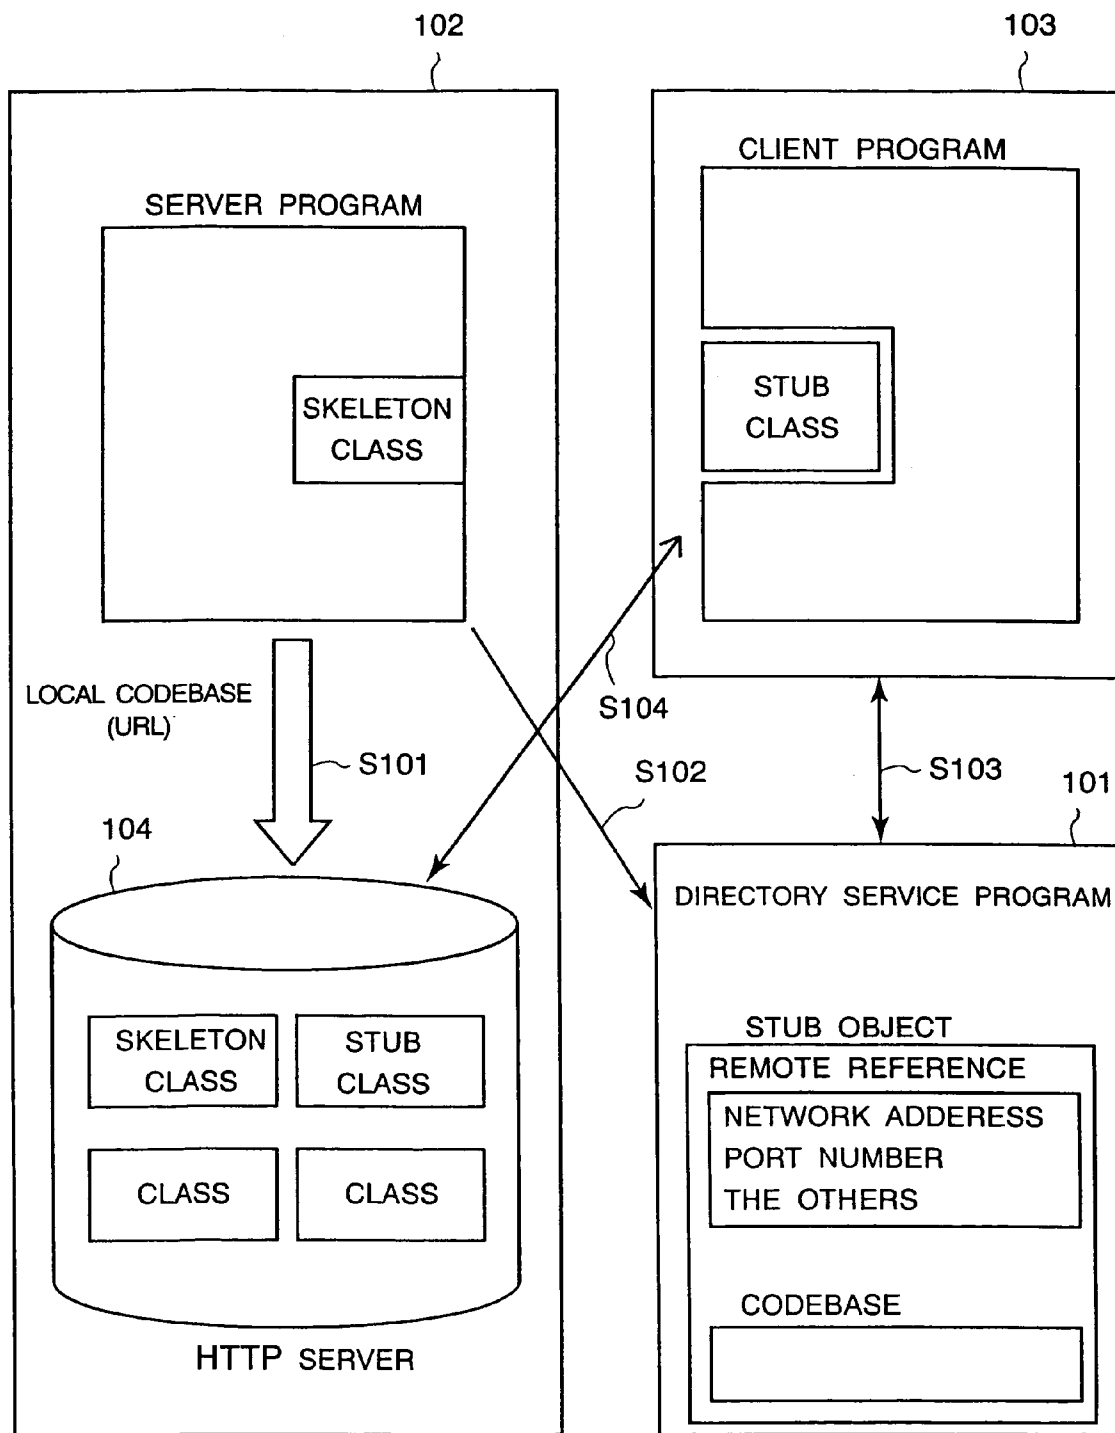 102
103
SERVER PROGRAM
SKELETON
CLASS
CLIENT PROGRAM
STUB
CLASS
LOCAL CODEBASE
(URL)
S101
S104
S102
S103
104
101
SKELETON
CLASS
STUB
CLASS
CLASS
CLASS
HTTP SERVER
DIRECTORY SERVICE PROGRAM
STUB OBJECT
REMOTE REFERENCE
NETWORK ADDERESS
PORT NUMBER
THE OTHERS
CODEBASE